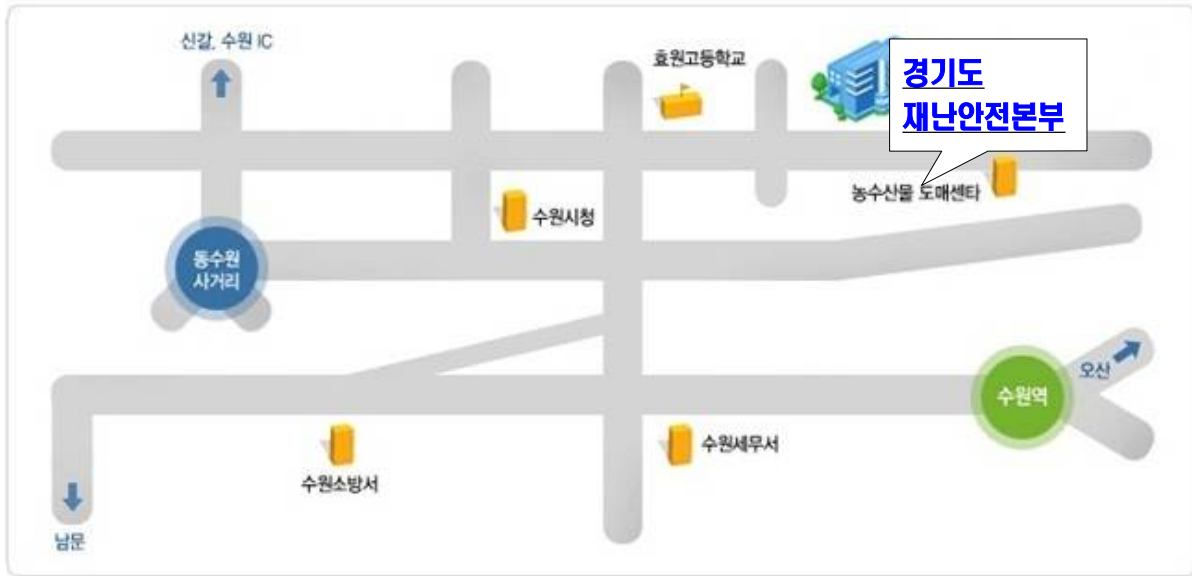 신갈, 수원 IC
효원고등학교
경기도
재난안전본부
농수산물 도매센타
수원시청
동수원
사거리
오산
수원역
수원세무서
수원소방서
남문